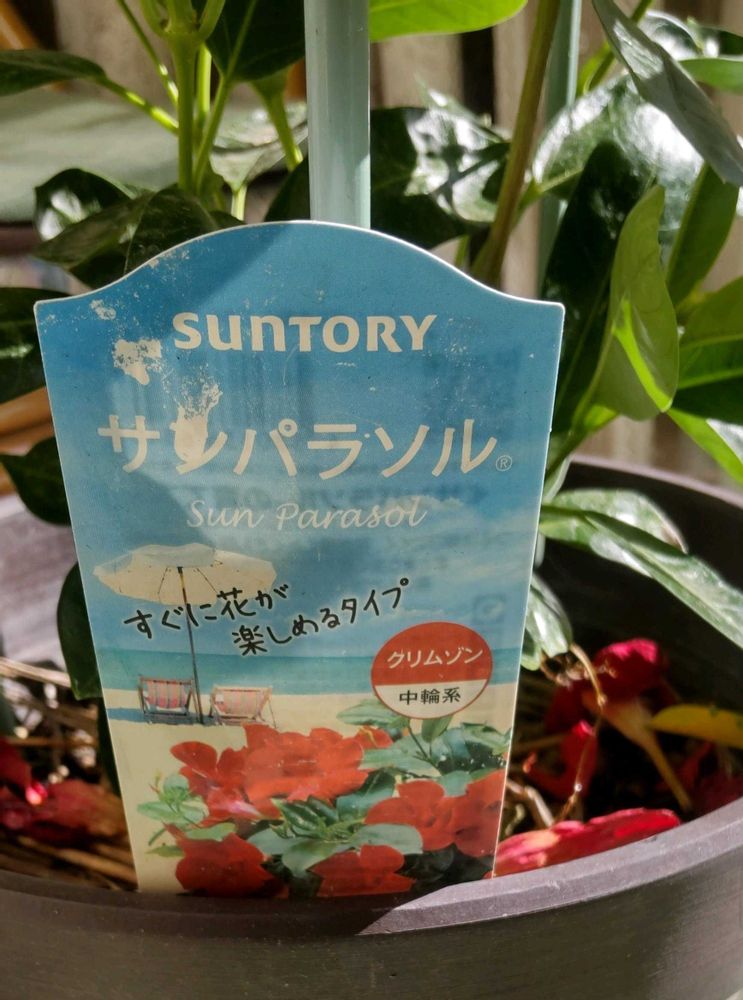 SUNTORY
サンパラソル®
Sun Parasol
すぐに花が
楽しめるタイプ
クリムゾン
中輪系